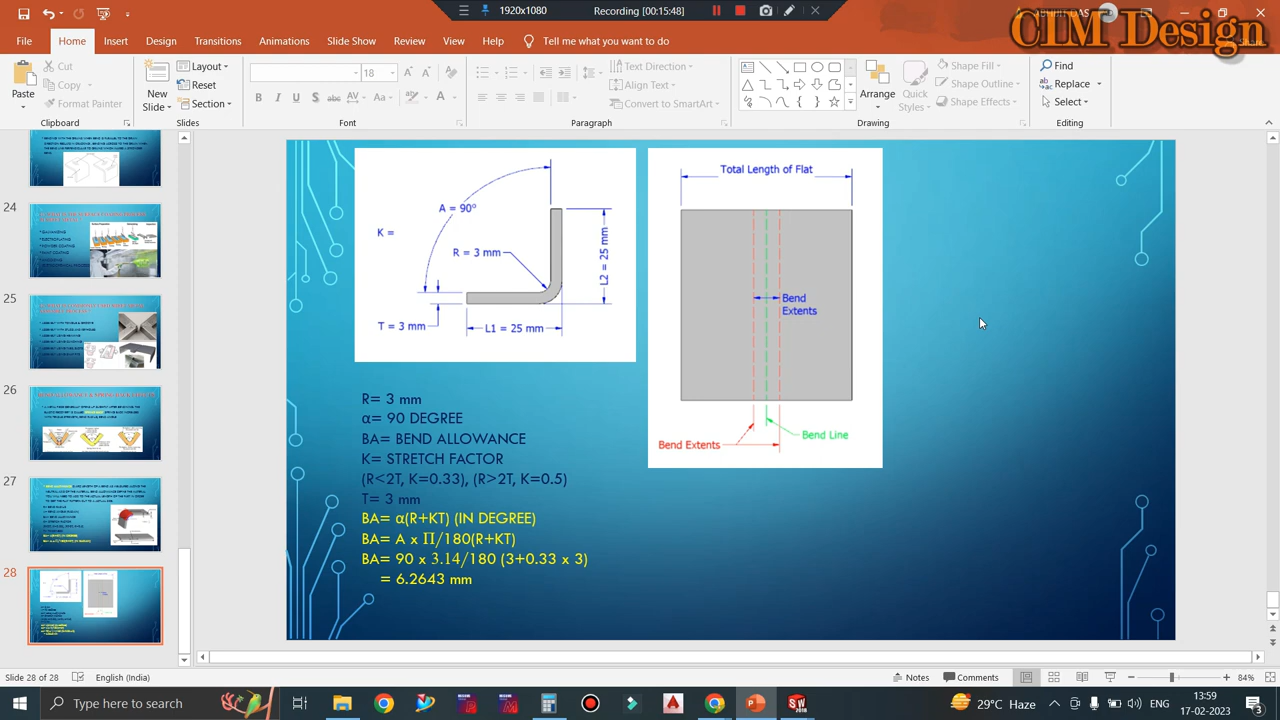 1920x1080
Recording [00:15:48]
CLM Design
File Home Insert Design Transitions Animations Slide Show Review View Help Tell me what you want to do
Paste
Cut
Copy
Format Painter
Clipboard
New Slide
Layout
Reset
Section
Slides
18
Font
Text Direction
Align Text
Convert to SmartArt
Paragraph
Arrange
Quick Styles
Shape Fill
Shape Outline
Shape Effects
Drawing
Find
Replace
Select
Editing
24
25
26
27
28
A = 90°
K =
R = 3 mm
L2 = 25 mm
T = 3 mm
L1 = 25 mm
Total Length of Flat
Bend
Extents
Bend Line
Bend Extents
R= 3 mm
α= 90 DEGREE
BA= BEND ALLOWANCE
K= STRETCH FACTOR
(R<2T, K=0.33), (R>2T, K=0.5)
T= 3 mm
BA= α(R+KT) (IN DEGREE)
BA= A x II/180(R+KT)
BA= 90 x 3.14/180 (3+0.33 x 3)
= 6.2643 mm
Slide 28 of 28
English (India)
Notes
Comments
84%
Type here to search
29°C Haze
13:59
17-02-2023
3